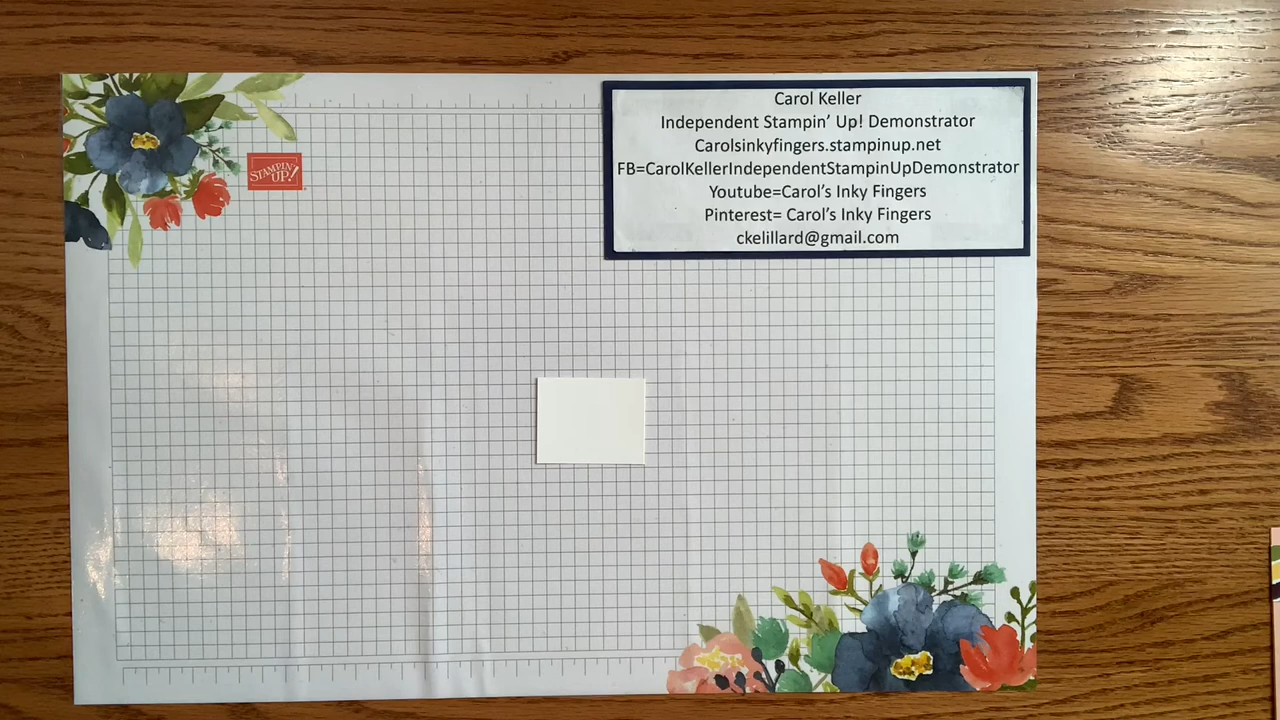 STAMPIN' UP!
Carol Keller
Independent Stampin' Up! Demonstrator
Carolsinkyfingers.stampinup.net
FB=CarolKellerIndependentStampinUpDemonstrator
Youtube=Carol's Inky Fingers
Pinterest= Carol's Inky Fingers
ckelillard@gmail.com